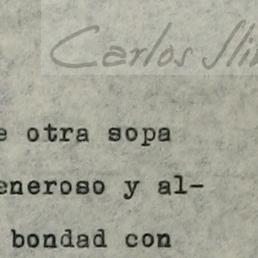 Carlos
e otra sopa
eneroso y al-
bondad con